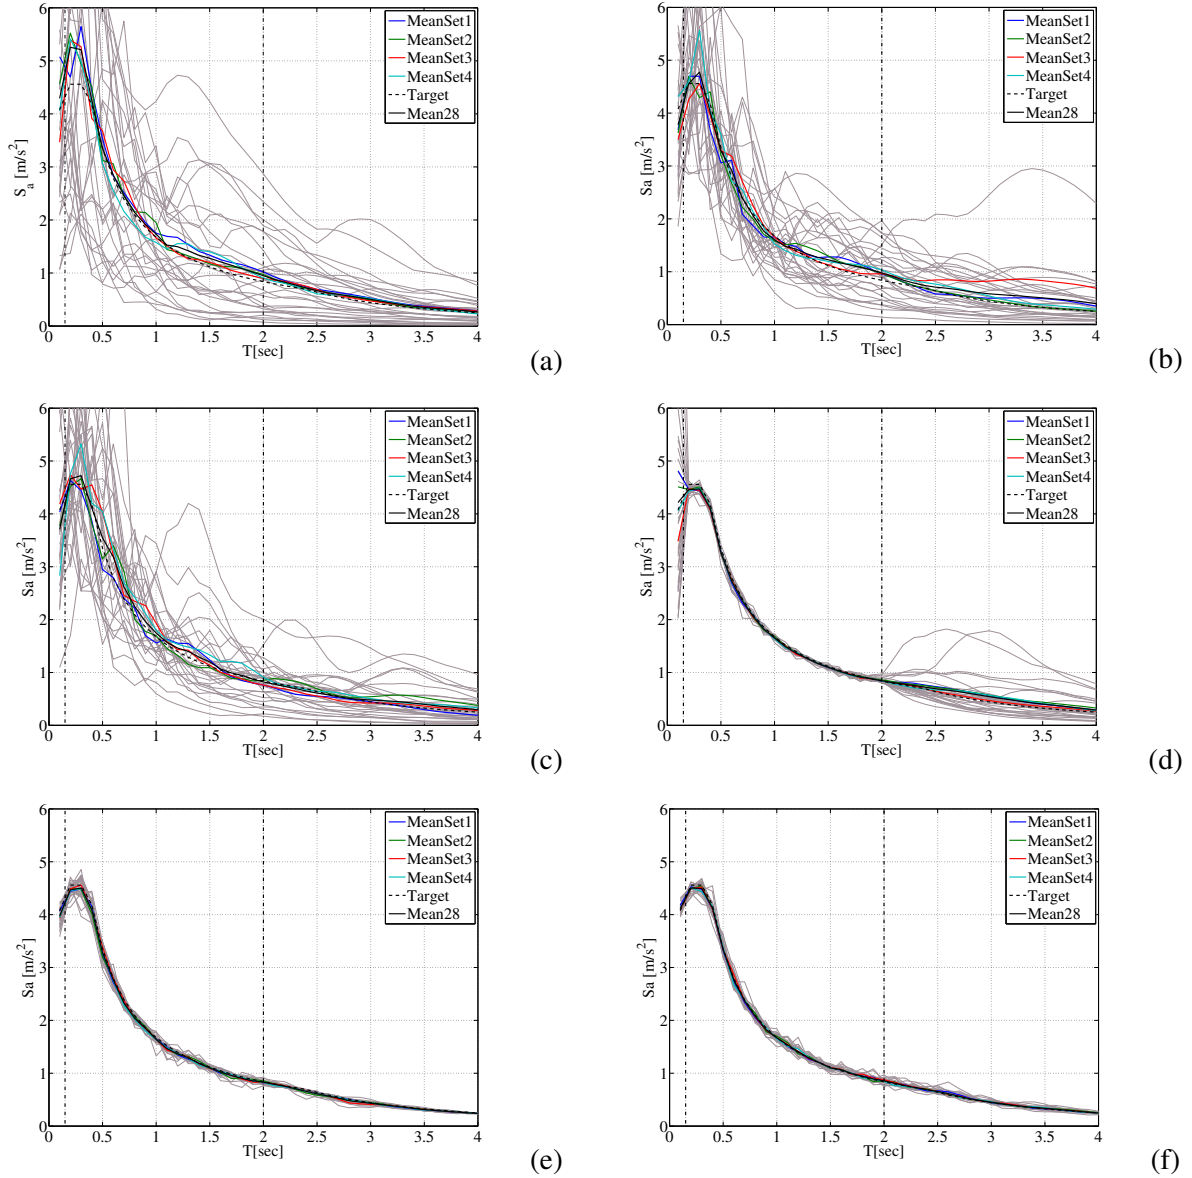 6
5
4
3
2
1
0
S_a [m/s^2]
0 0.5 1 1.5 2 2.5 3 3.5 4
T[sec]
MeanSet1
MeanSet2
MeanSet3
MeanSet4
Target
Mean28
(a)
6
5
4
3
2
1
0
Sa [m/s^2]
0 0.5 1 1.5 2 2.5 3 3.5 4
T[sec]
MeanSet1
MeanSet2
MeanSet3
MeanSet4
Target
Mean28
(b)
6
5
4
3
2
1
0
Sa [m/s^2]
0 0.5 1 1.5 2 2.5 3 3.5 4
T[sec]
MeanSet1
MeanSet2
MeanSet3
MeanSet4
Target
Mean28
(c)
6
5
4
3
2
1
0
Sa [m/s^2]
0 0.5 1 1.5 2 2.5 3 3.5 4
T[sec]
MeanSet1
MeanSet2
MeanSet3
MeanSet4
Target
Mean28
(d)
6
5
4
3
2
1
0
Sa [m/s^2]
0 0.5 1 1.5 2 2.5 3 3.5 4
T[sec]
MeanSet1
MeanSet2
MeanSet3
MeanSet4
Target
Mean28
(e)
6
5
4
3
2
1
0
Sa [m/s^2]
0 0.5 1 1.5 2 2.5 3 3.5 4
T[sec]
MeanSet1
MeanSet2
MeanSet3
MeanSet4
Target
Mean28
(f)